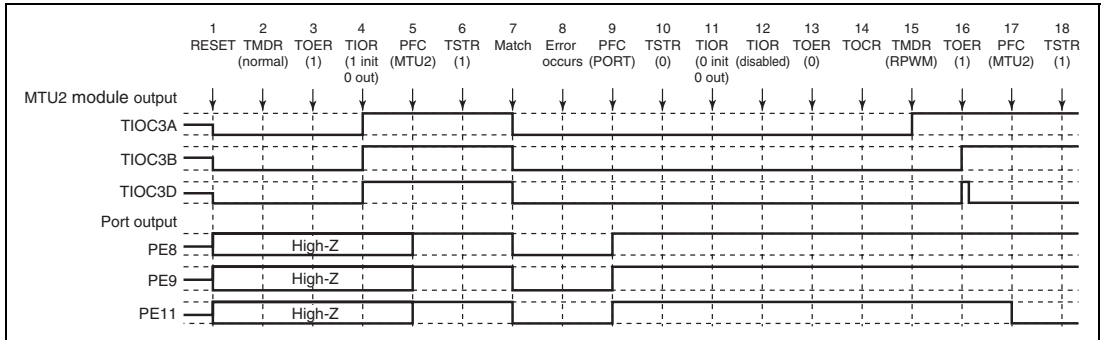 1 2 3 4 5 6 7 8 9 10 11 12 13 14 15 16 17 18
RESET TMDR TOER TIOR PFC TSTR Match Error PFC TSTR TIOR TIOR TOER TOCR TMDR TOER PFC TSTR
(normal) (1) (1 init (MTU2) (1) occurs (PORT) (0) (0 init (disabled) (0) (RPWM) (1) (MTU2) (1)
0 out) 0 out)
MTU2 module output
TIOC3A
TIOC3B
TIOC3D
Port output
PE8 High-Z
PE9 High-Z
PE11 High-Z